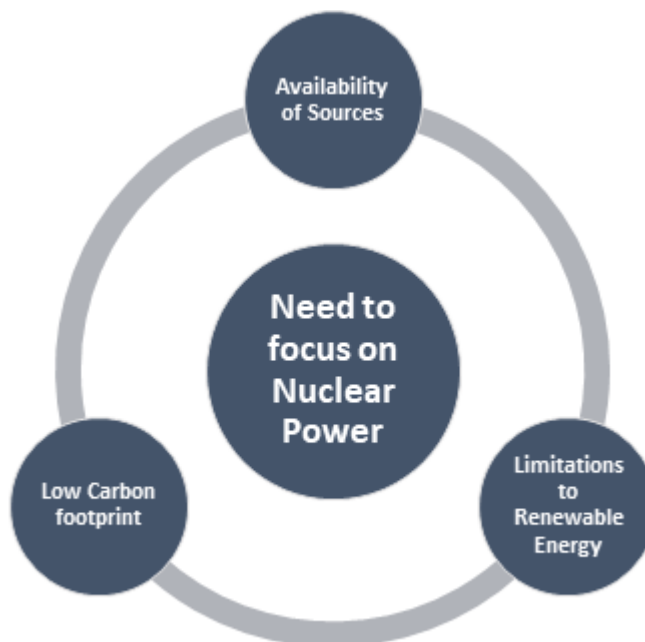 Availability
of Sources
Need to
focus on
Nuclear
Power
Low Carbon
footprint
Limitations
to
Renewable
Energy